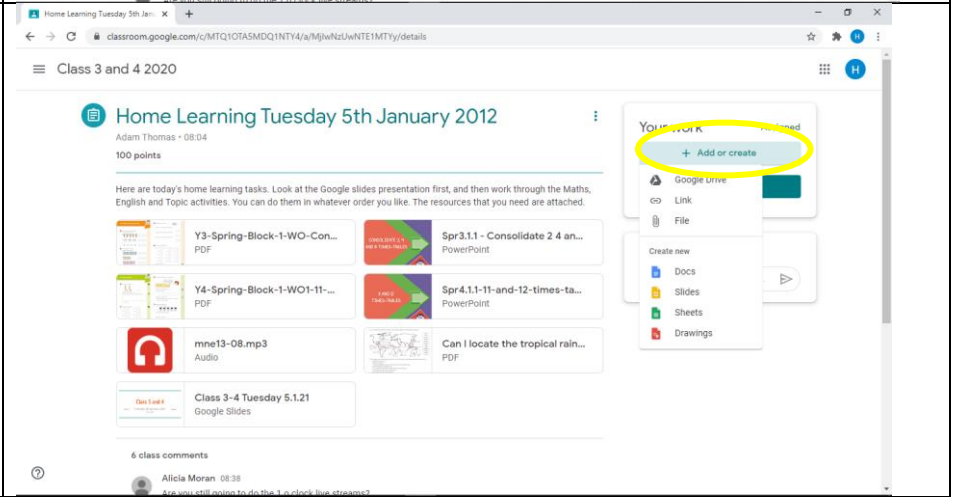 Home Learning Tuesday 5th Janu
classroom.google.com/c/MTQ1OTA5MDQ1NTY4/a/MjIwNzUwNTE1MTYy/details
H
Class 3 and 4 2020
H
Home Learning Tuesday 5th January 2012
Adam Thomas • 08:04
100 points
Here are today's home learning tasks. Look at the Google slides presentation first, and then work through the Maths,
English and Topic activities. You can do them in whatever order you like. The resources that you need are attached.
Y3-Spring-Block-1-WO-Con...
PDF
Spr3.1.1 - Consolidate 2 4 an...
PowerPoint
Y4-Spring-Block-1-WO1-11-...
PDF
Spr4.1.1-11-and-12-times-ta...
PowerPoint
mne13-08.mp3
Audio
Can I locate the tropical rain...
PDF
Class 3-4 Tuesday 5.1.21
Google Slides
6 class comments
Alicia Moran 08:38
Are you still going to do the 1 o clock live streams?
Your work
+ Add or create
Google Drive
Link
File
Create new
Docs
Slides
Sheets
Drawings